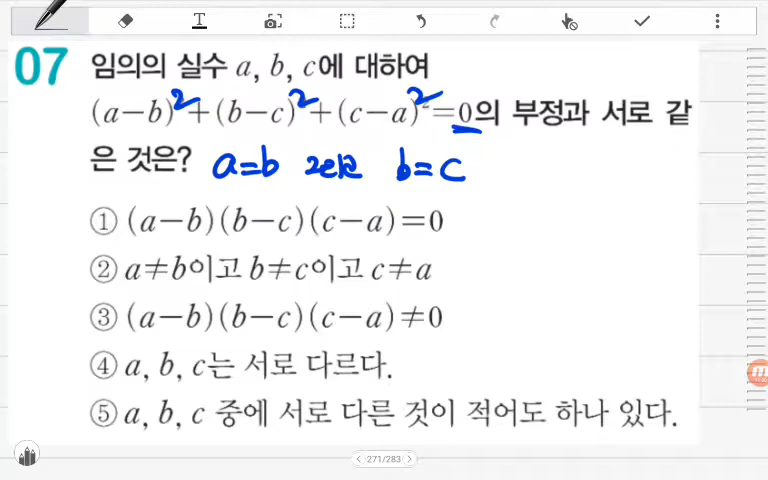 07 임의의 실수 a, b, c에 대하여
(a−b)²+(b−c)²+(c−a)²=0의 부정과 서로 같
은 것은? a=b 그리고 b=c
① (a−b)(b−c)(c−a)=0
② a≠b이고 b≠c이고 c≠a
③ (a−b)(b−c)(c−a)≠0
④ a, b, c는 서로 다르다.
⑤ a, b, c 중에 서로 다른 것이 적어도 하나 있다.
271/283